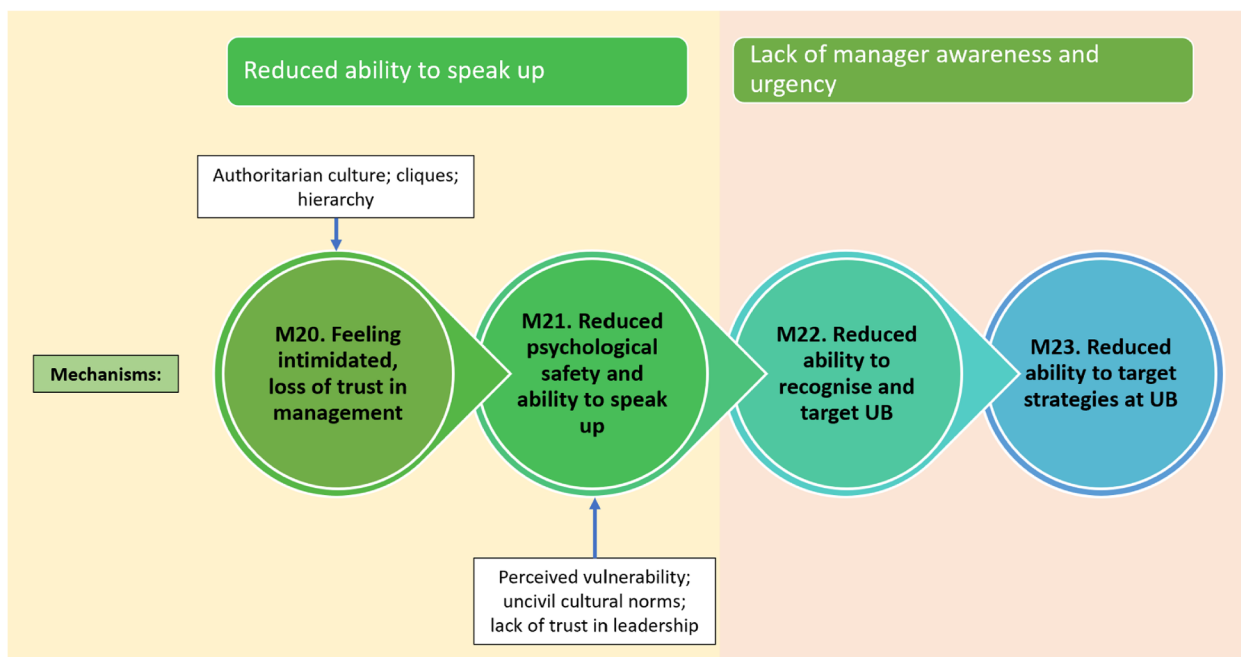 Reduced ability to speak up
Lack of manager awareness and
urgency
Authoritarian culture; cliques;
hierarchy
Mechanisms:
M20. Feeling
intimidated,
loss of trust in
management
M21. Reduced
psychological
safety and
ability to speak
up
M22. Reduced
ability to
recognise and
target UB
M23. Reduced
ability to target
strategies at UB
Perceived vulnerability;
uncivil cultural norms;
lack of trust in leadership